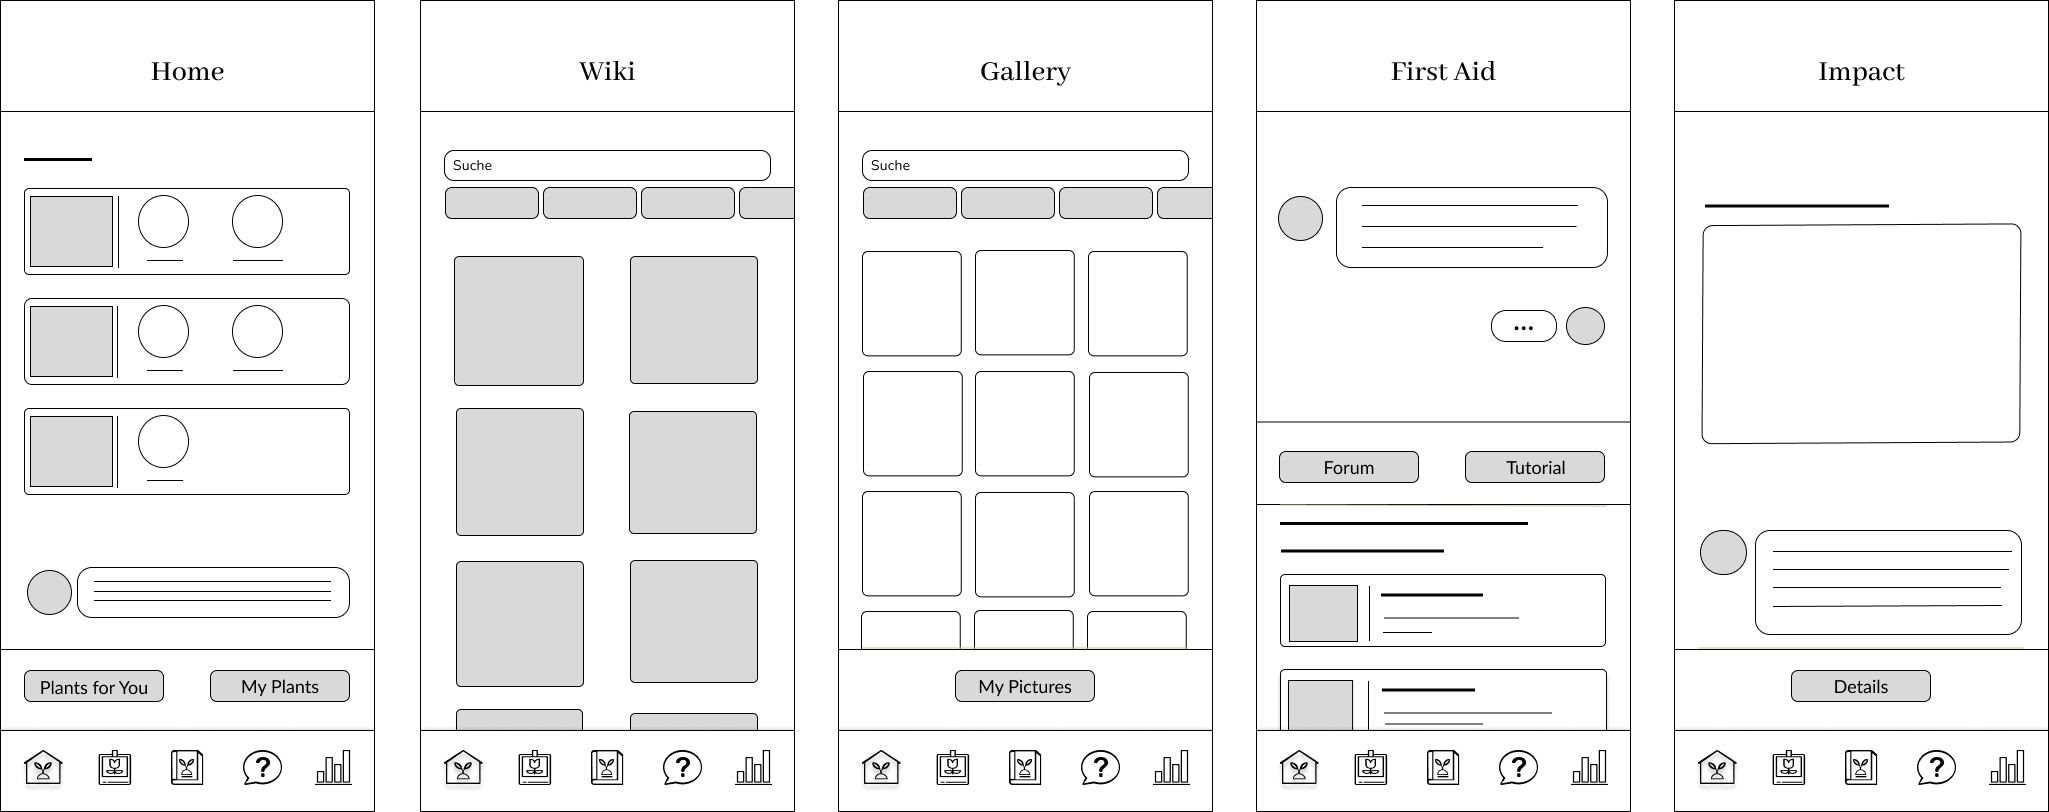 Home
Plants for You
My Plants
Wiki
Suche
Gallery
Suche
My Pictures
First Aid
...
Forum
Tutorial
Impact
Details
?
?
?
?
?